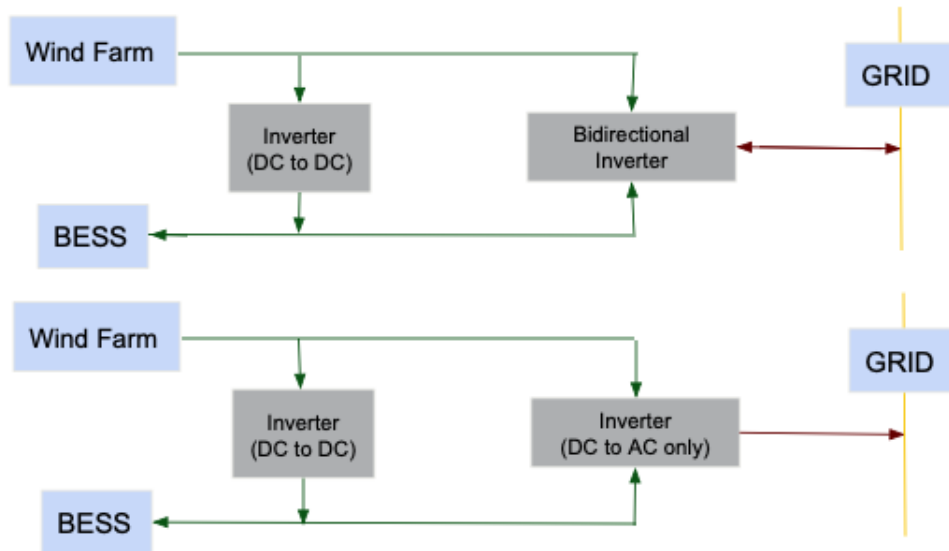 Wind Farm
GRID
Inverter
(DC to DC)
Bidirectional
Inverter
BESS
Wind Farm
GRID
Inverter
(DC to DC)
Inverter
(DC to AC only)
BESS